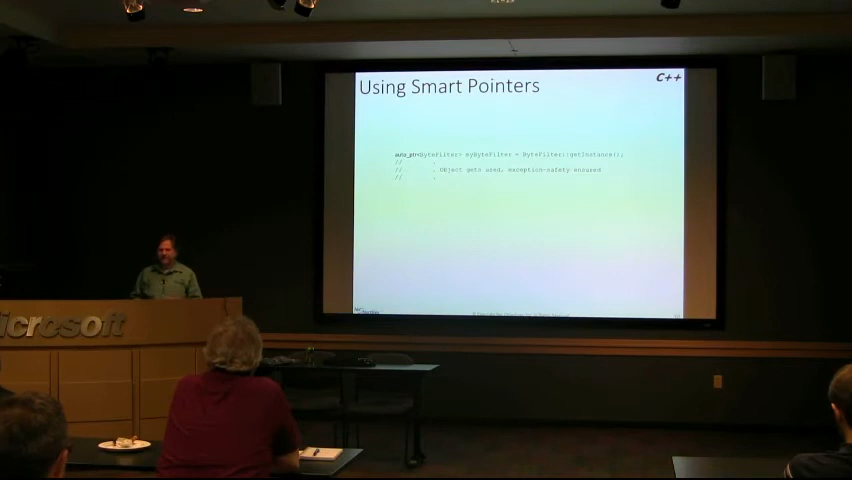 Using Smart Pointers
C++
auto_ptr<ByteFilter> myByteFilter = ByteFilter::getInstance();
// .
// . Object gets used, exception-safety ensured
// .
icrosoft